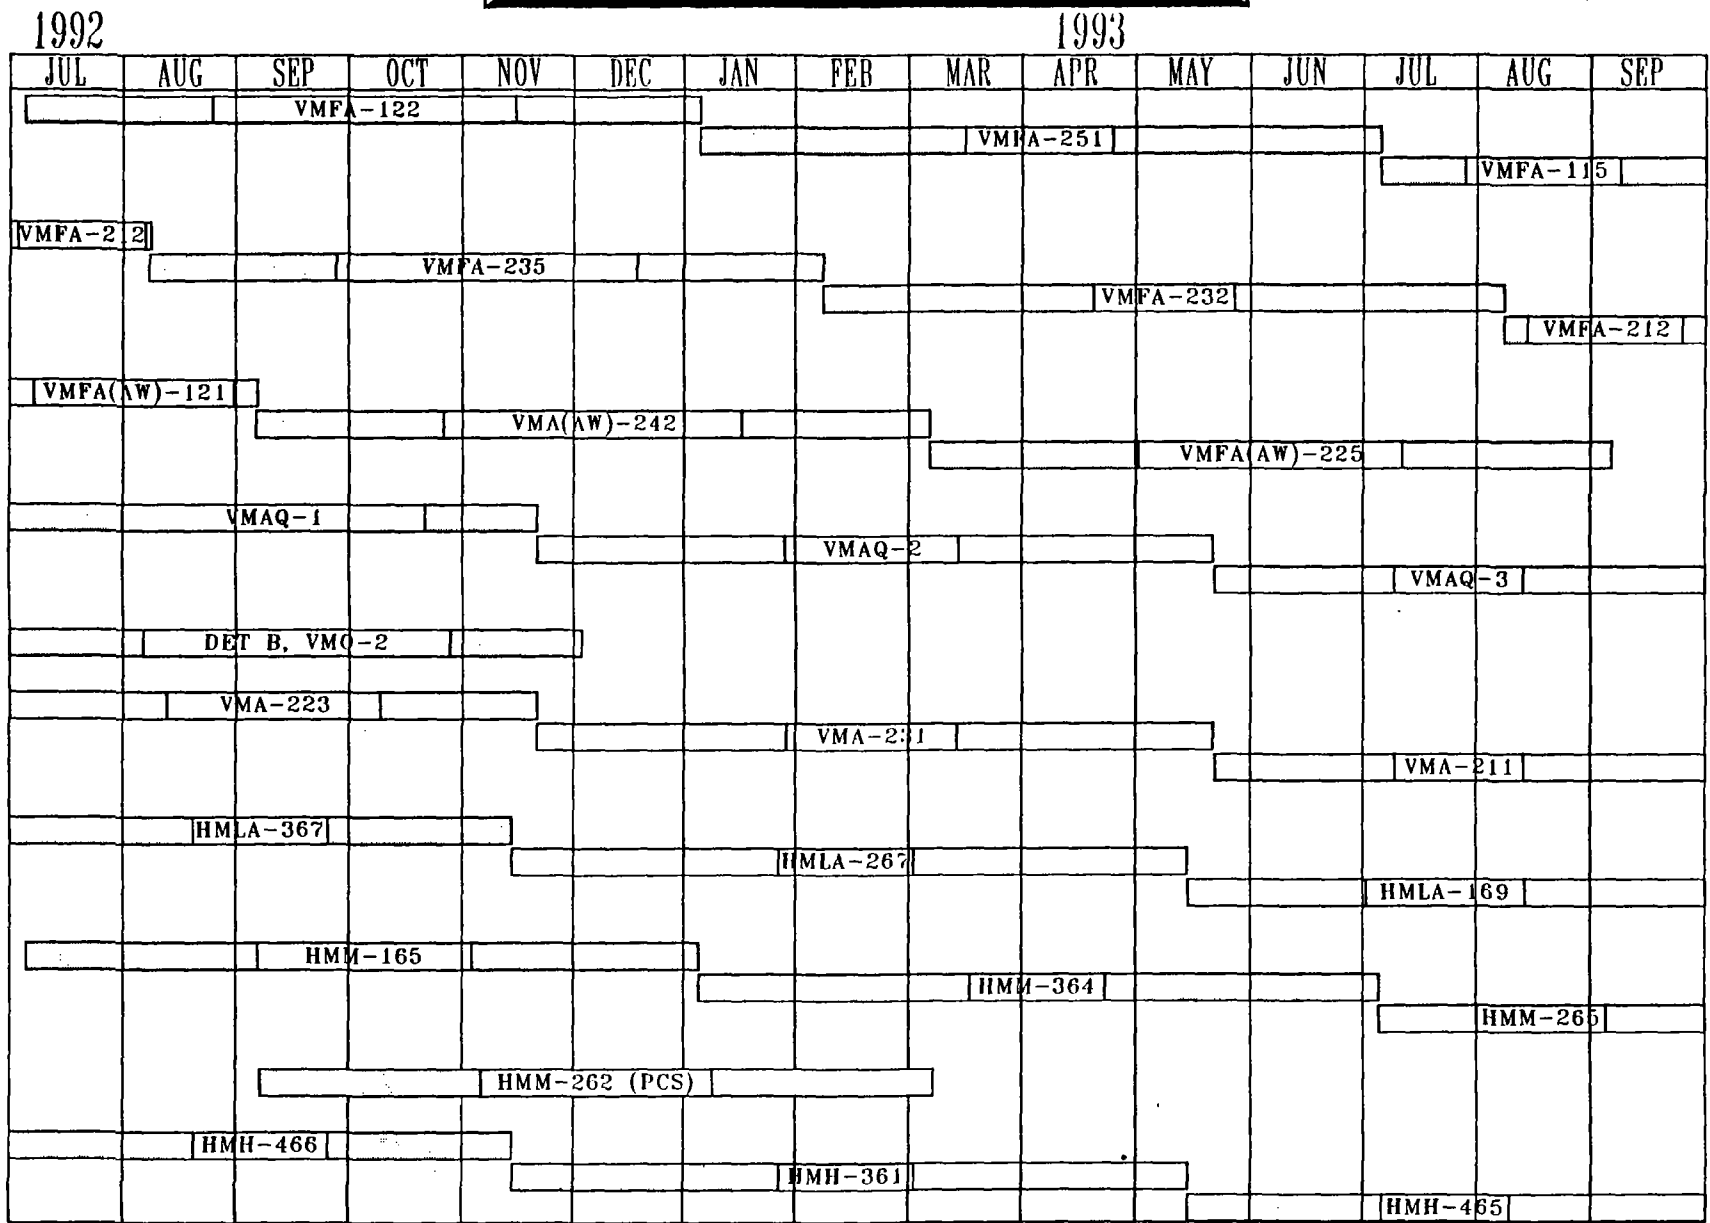 1992 1993
JUL AUG SEP OCT NOV DEC JAN FEB MAR APR MAY JUN JUL AUG SEP
VMFA-122
VMFA-251
VMFA-115
VMFA-212
VMFA-235
VMFA-232
VMFA-212
VMFA(AW)-121
VMA(AW)-242
VMFA(AW)-225
VMAQ-1
VMAQ-2
VMAQ-3
DET B, VMO-2
VMA-223
VMA-231
VMA-211
HMLA-367
HMLA-267
HMLA-169
HMM-165
HMM-364
HMM-265
HMM-262 (PCS)
HMH-466
HMH-361
HMH-465